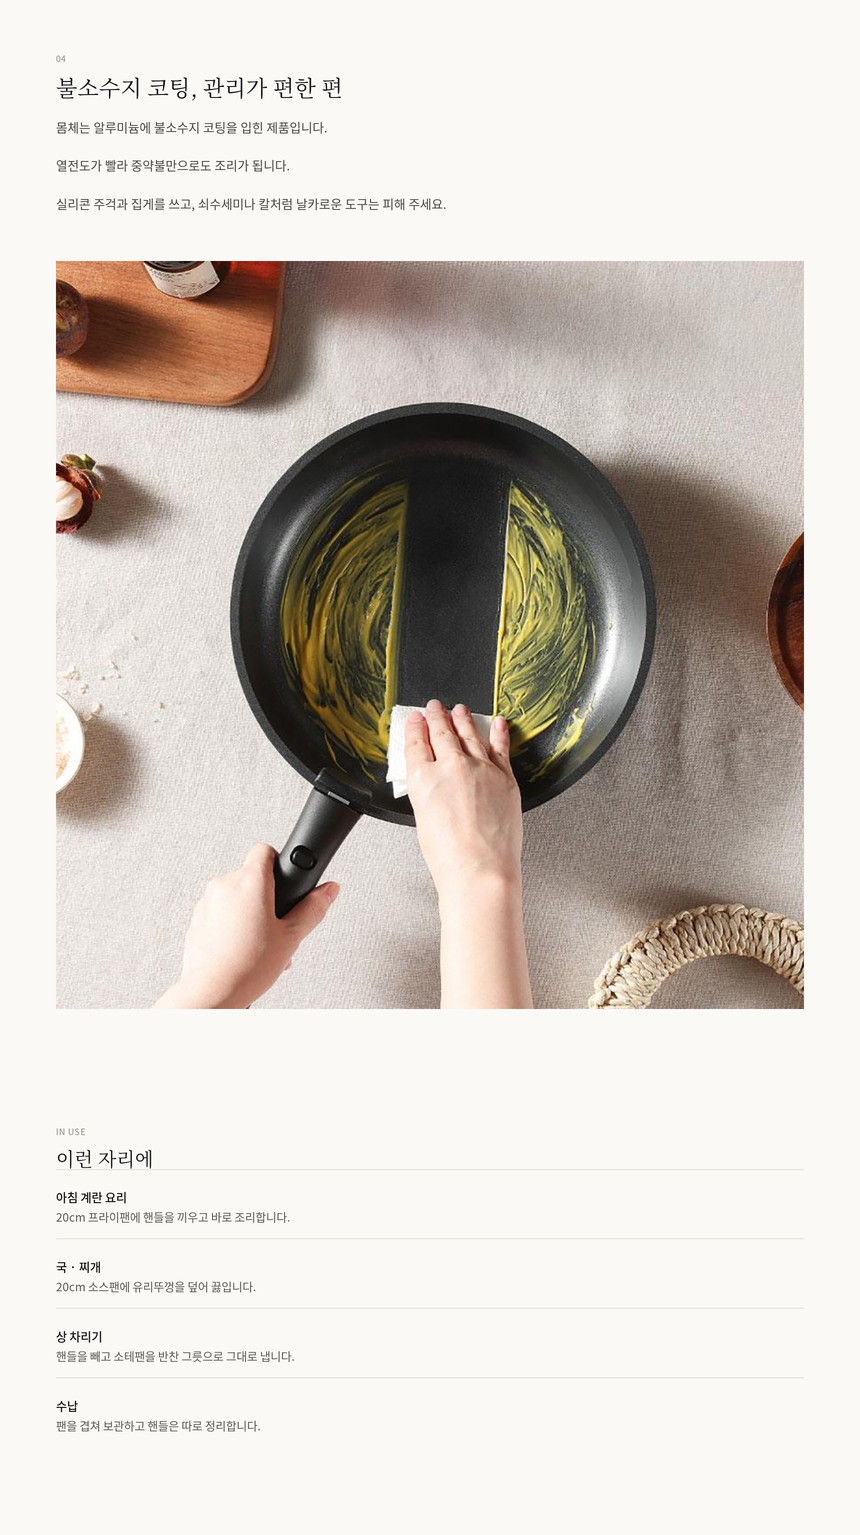 04
불소수지 코팅, 관리가 편한 편
몸체는 알루미늄에 불소수지 코팅을 입힌 제품입니다.
열전도가 빨라 중약불만으로도 조리가 됩니다.
실리콘 주걱과 집게를 쓰고, 쇠수세미나 칼처럼 날카로운 도구는 피해 주세요.
IN USE
이런 자리에
아침 계란 요리
20cm 프라이팬에 핸들을 끼우고 바로 조리합니다.
국 · 찌개
20cm 소스팬에 유리뚜껑을 덮어 끓입니다.
상 차리기
핸들을 빼고 소테팬을 반찬 그릇으로 그대로 냅니다.
수납
팬을 겹쳐 보관하고 핸들은 따로 정리합니다.